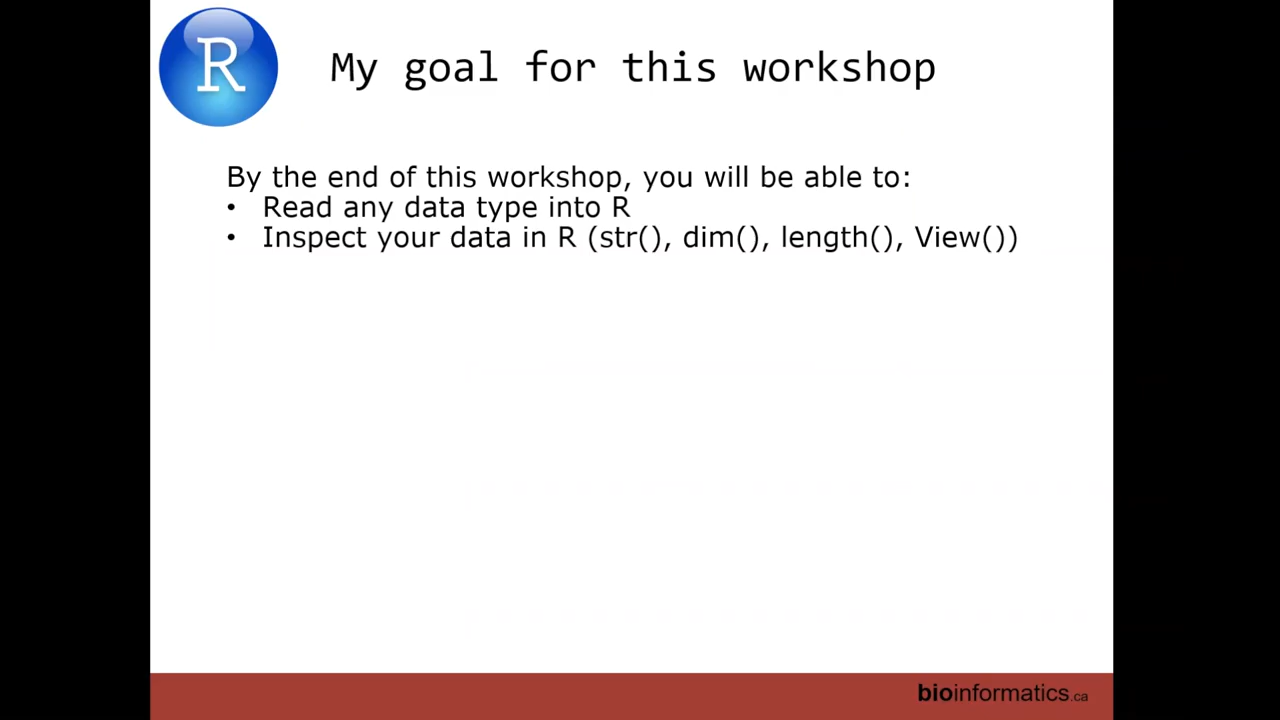 R
My goal for this workshop
By the end of this workshop, you will be able to:
• Read any data type into R
• Inspect your data in R (str(), dim(), length(), View())
bioinformatics.ca